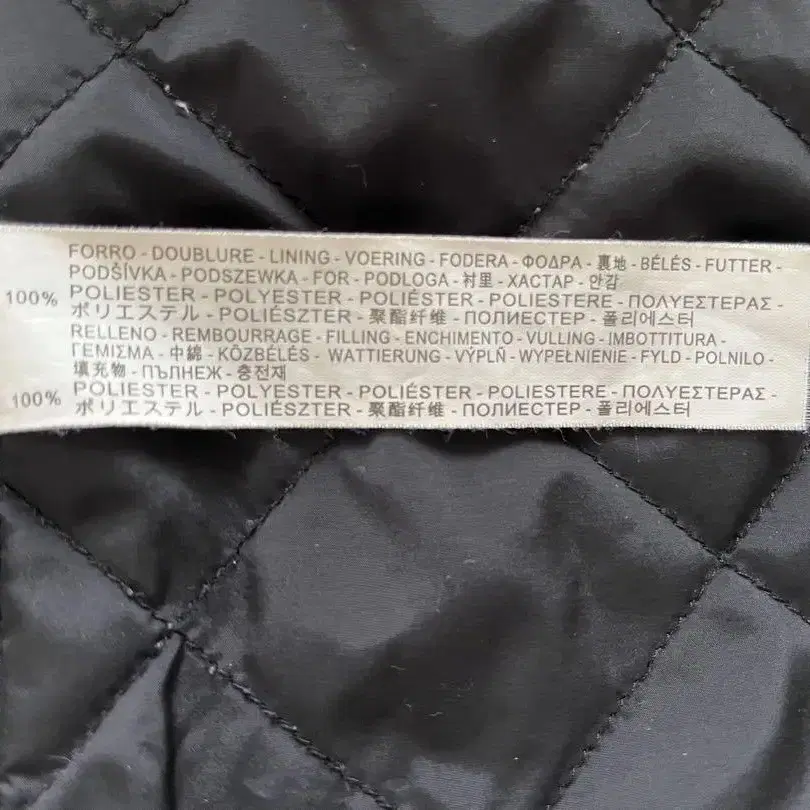 FORRO - DOUBLURE - LINING - VOERING - FODERA - ΦΟΔΡΑ - 裏地 - BÉLÉS - FUTTER -
PODŠÍVKA - PODSZEWKA - FOR - PODLOGA - 衬里 - ХАСТАР - 안감
100% POLIESTER - POLYESTER - POLIÉSTER - POLIESTERE - ΠΟΛΥΕΣΤΕΡΑΣ -
ポリエステル - POLIÉSZTER - 聚酯纤维 - ПОЛИЕСТЕР - 폴리에스터
RELLENO - REMBOURRAGE - FILLING - ENCHIMENTO - VULLING - IMBOTTITURA -
ΓΕΜΙΣΜΑ - 中綿 - KÖZBÉLÉS - WATTIERUNG - VÝPLŇ - WYPEŁNIENIE - FYLD - POLNILO -
填充物 - ПЪЛНЕЖ - 충전재
100% POLIESTER - POLYESTER - POLIÉSTER - POLIESTERE - ΠΟΛΥΕΣΤΕΡΑΣ -
ポリエステル - POLIÉSZTER - 聚酯纤维 - ПОЛИЕСТЕР - 폴리에스터